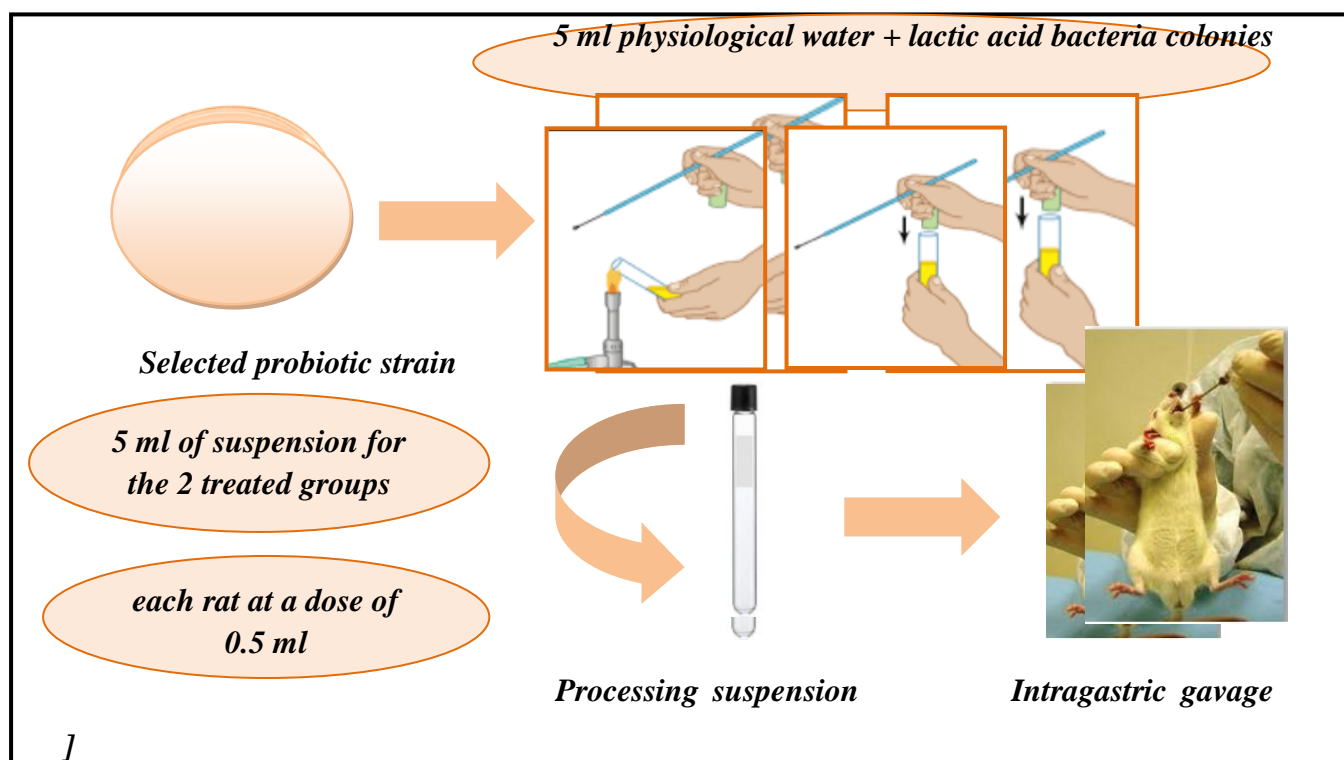 5 ml physiological water + lactic acid bacteria colonies
Selected probiotic strain
5 ml of suspension for
the 2 treated groups
each rat at a dose of
0.5 ml
Processing suspension
Intragastric gavage
]